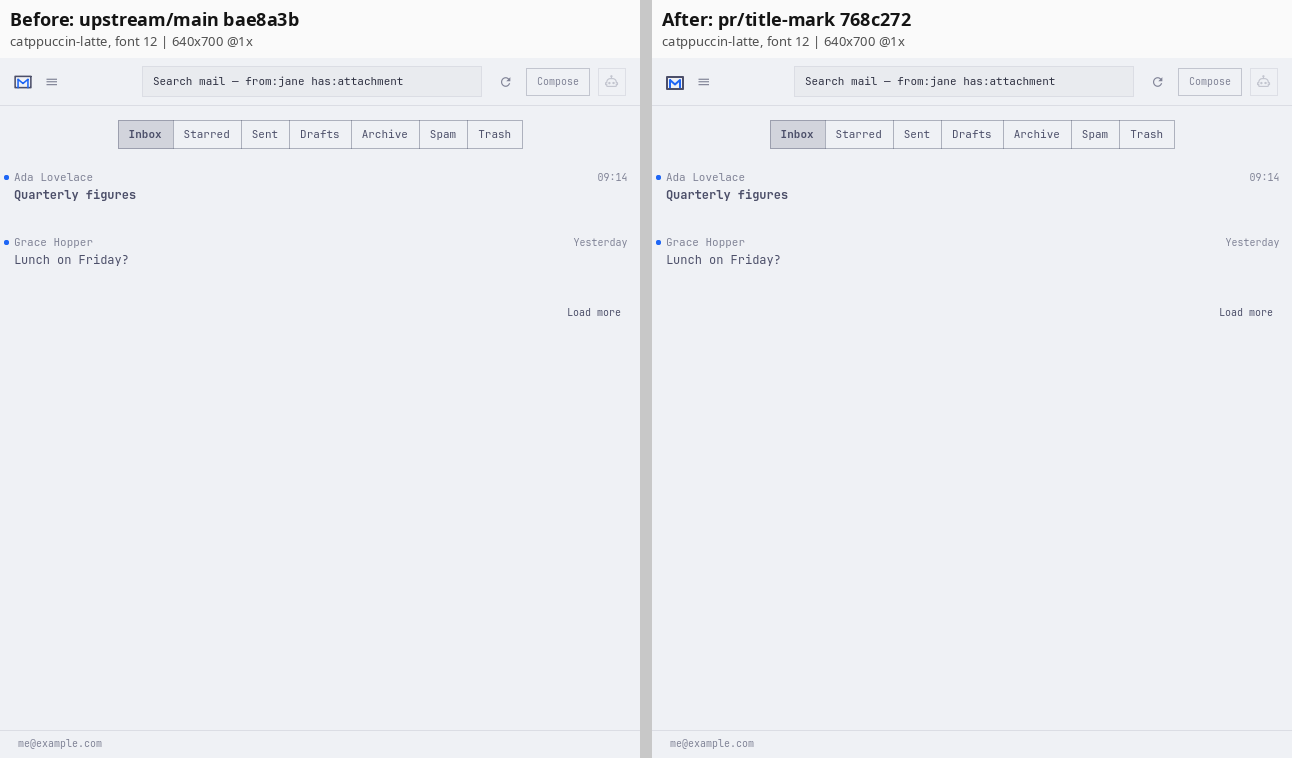 Before: upstream/main bae8a3b
catppuccin-latte, font 12 | 640x700 @1x
Search mail — from:jane has:attachment
Compose
Inbox Starred Sent Drafts Archive Spam Trash
Ada Lovelace 09:14
Quarterly figures
Grace Hopper Yesterday
Lunch on Friday?
Load more
me@example.com
After: pr/title-mark 768c272
catppuccin-latte, font 12 | 640x700 @1x
Search mail — from:jane has:attachment
Compose
Inbox Starred Sent Drafts Archive Spam Trash
Ada Lovelace 09:14
Quarterly figures
Grace Hopper Yesterday
Lunch on Friday?
Load more
me@example.com